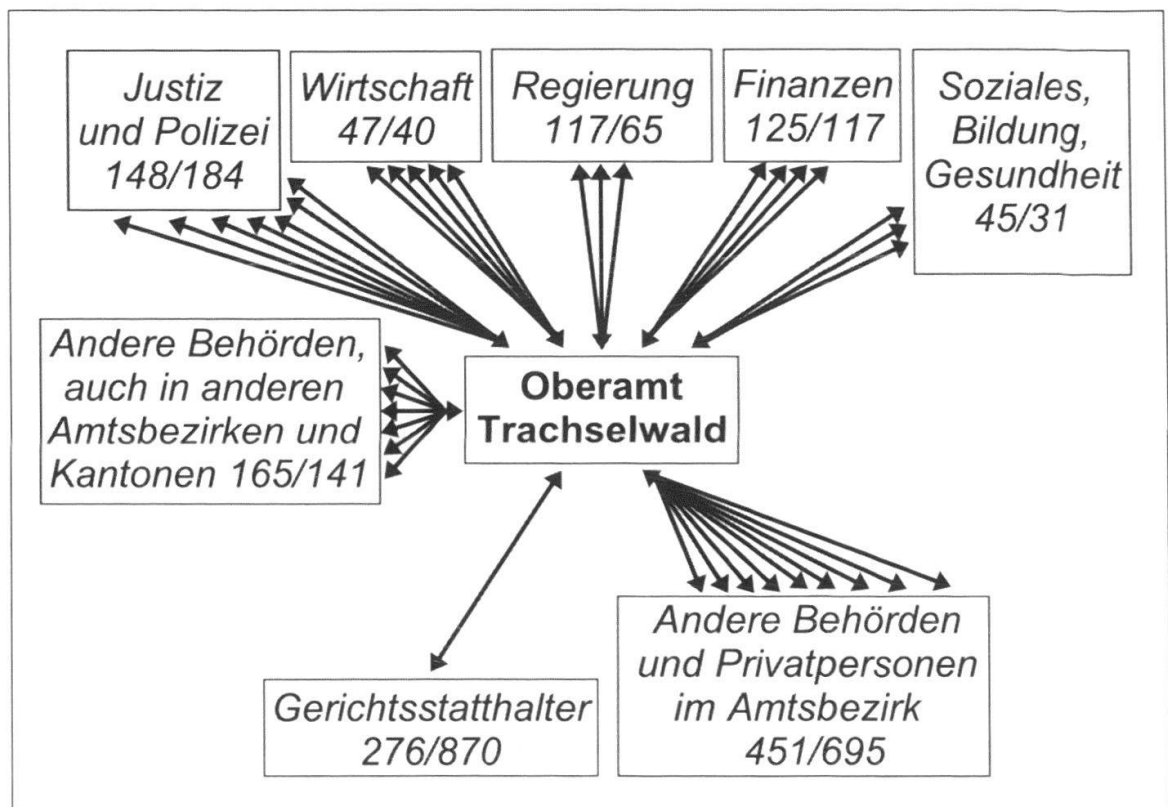 Justiz
und Polizei
148/184
Wirtschaft
47/40
Regierung
117/65
Finanzen
125/117
Soziales,
Bildung,
Gesundheit
45/31
Andere Behörden,
auch in anderen
Amtsbezirken und
Kantonen 165/141
Oberamt
Trachselwald
Gerichtsstatthalter
276/870
Andere Behörden
und Privatpersonen
im Amtsbezirk
451/695